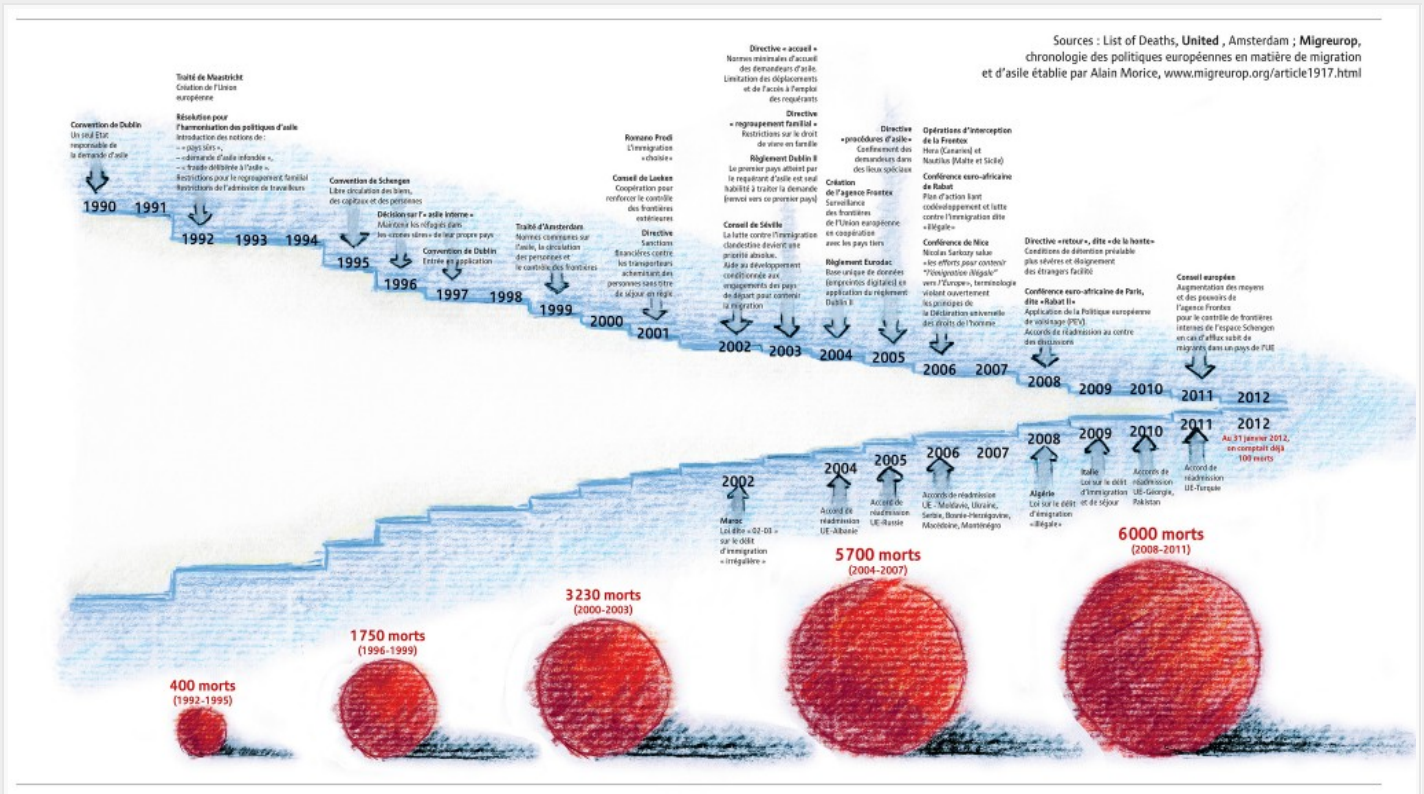 Sources : List of Deaths, United , Amsterdam ; Migreurop,
chronologie des politiques européennes en matière de migration
et d'asile établie par Alain Morice, www.migreurop.org/article1917.html
Convention de Dublin
Un seul Etat
responsable de
la demande d'asile
1990
1991
Traité de Maastricht
Création de l'Union
européenne
Résolution pour
l'harmonisation des politiques d'asile
Introduction des notions de :
– « pays sûrs »,
– « demande d'asile infondée »,
– « fraude délibérée à l'asile ».
Restrictions pour le regroupement familial
Restrictions de l'admission de travailleurs
1992
1993
1994
Convention de Schengen
Libre circulation des biens,
des capitaux et des personnes
1995
Décision sur l'« asile interne »
Maintenir les réfugiés dans
les «zones sûres» de leur propre pays
1996
Convention de Dublin
Entrée en application
1997
1998
Traité d'Amsterdam
Normes communes sur
l'asile, la circulation
des personnes et
le contrôle des frontières
1999
2000
Romano Prodi
L'immigration
« choisie »
Conseil de Laeken
Coopération pour
renforcer le contrôle
des frontières
extérieures
Directive
Sanctions
financières contre
les transporteurs
acheminant des
personnes sans titre
de séjour en règle
2001
Directive « accueil »
Normes minimales d'accueil
des demandeurs d'asile.
Limitation des déplacements
et de l'accès à l'emploi
des requérants
Directive
« regroupement familial »
Restrictions sur le droit
de vivre en famille
Règlement Dublin II
Le premier pays atteint par
le requérant d'asile est seul
habilité à traiter la demande
(renvoi vers ce premier pays)
Conseil de Séville
La lutte contre l'immigration
clandestine devient une
priorité absolue.
Aide au développement
conditionnée aux
engagements des pays
de départ pour contenir
la migration
2002
2003
Directive
«procédures d'asile»
Confinement des
demandeurs dans
des lieux spéciaux
Création
de l'agence Frontex
Surveillance
des frontières
de l'Union européenne
en coopération
avec les pays tiers
Règlement Eurodac
Base unique de données
(empreintes digitales) en
application du règlement
Dublin II
2004
2005
Opérations d'interception
de la Frontex
Hera (Canaries) et
Nautilus (Malte et Sicile)
Conférence euro-africaine
de Rabat
Plan d'action liant
codéveloppement et lutte
contre l'immigration dite
«illégale»
Conférence de Nice
Nicolas Sarkozy salue
«les efforts pour contenir
"l'émigration illégale"
vers l'Europe», terminologie
violant ouvertement
les principes de
la Déclaration universelle
des droits de l'homme
2006
2007
Directive «retour», dite «de la honte»
Conditions de détention préalable
plus sévères et éloignement
des étrangers facilité
Conférence euro-africaine de Paris,
dite «Rabat II»
Application de la Politique européenne
de voisinage (PEV).
Accords de réadmission au centre
des discussions
2008
2009
2010
Conseil européen
Augmentation des moyens
et des pouvoirs de
l'agence Frontex
pour le contrôle de frontières
internes de l'espace Schengen
en cas d'afflux subit de
migrants dans un pays de l'UE
2011
2012
2002
Maroc
Loi dite « 02-03 »
sur le délit
d'immigration
« irrégulière »
2004
Accord de
réadmission
UE-Albanie
2005
Accord de
réadmission
UE-Russie
2006
Accords de réadmission
UE - Moldavie, Ukraine,
Serbie, Bosnie-Herzégovine,
Macédoine, Monténégro
2007
2008
Algérie
Loi sur le délit
d'émigration
«illégale»
2009
Italie
Loi sur le délit
d'immigration
et de séjour
2010
Accords de
réadmission
UE-Géorgie,
Pakistan
2011
Accord de
réadmission
UE-Turquie
2012
Au 31 janvier 2012,
on comptait déjà
100 morts
400 morts
(1992-1995)
1750 morts
(1996-1999)
3230 morts
(2000-2003)
5700 morts
(2004-2007)
6000 morts
(2008-2011)